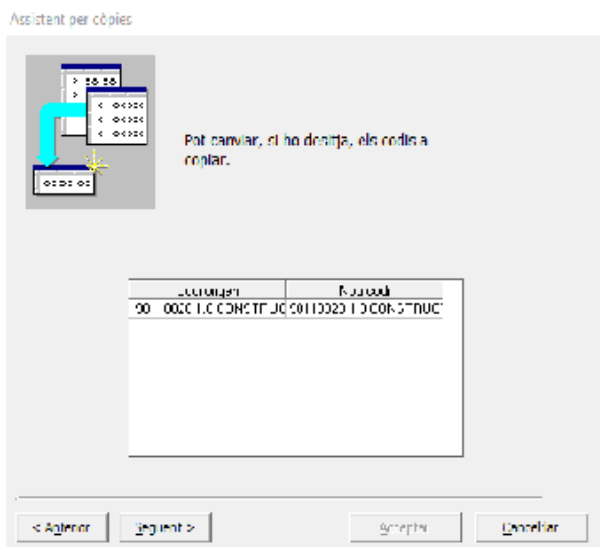 Assistent per còpies
Pot canviar, si ho desitja, els codis a
copiar.
Nou codi
< Anterior
Següent >
Acceptar
Cancel·lar